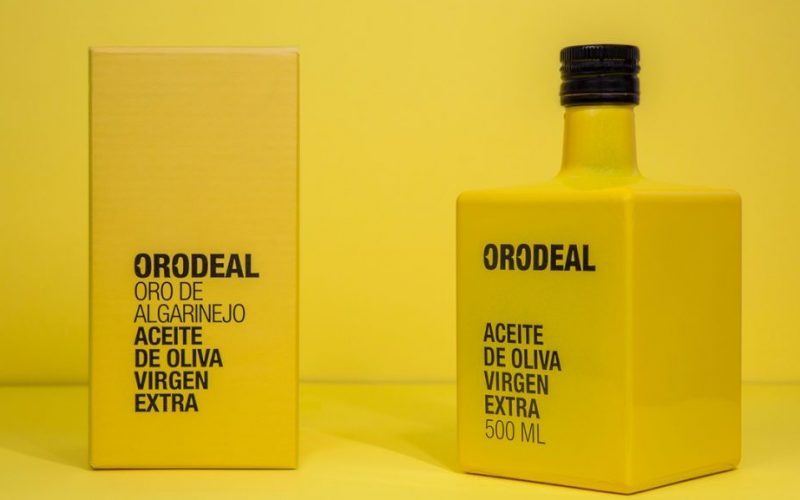 ORODEAL
ORO DE
ALGARINEJO
ACEITE
DE OLIVA
VIRGEN
EXTRA
ORODEAL
ACEITE
DE OLIVA
VIRGEN
EXTRA
500 ML